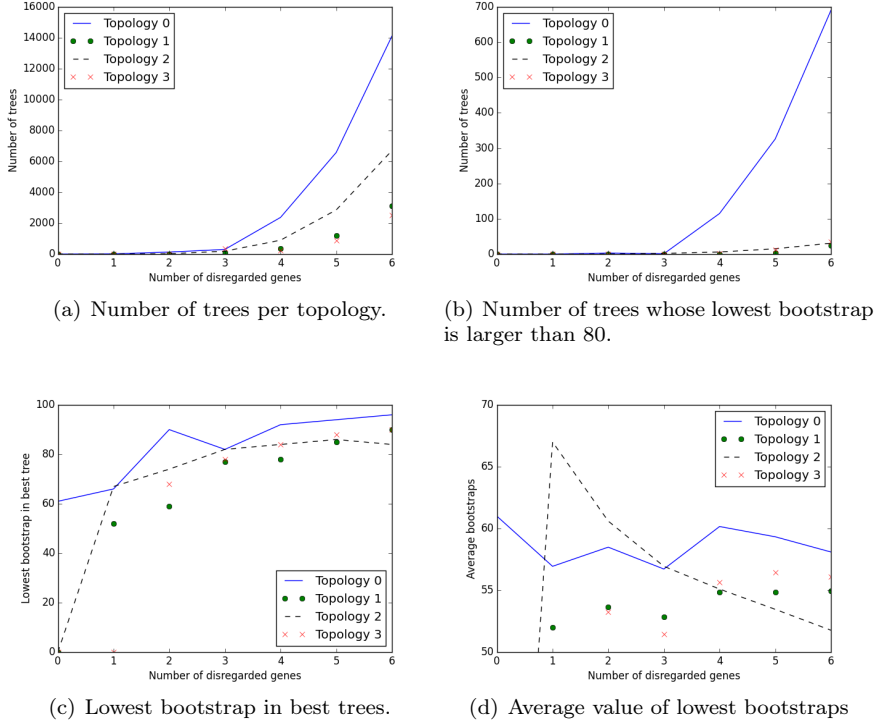 16000
14000
12000
10000
8000
6000
4000
2000
0
Number of trees
Topology 0
Topology 1
Topology 2
Topology 3
0 1 2 3 4 5 6
Number of disregarded genes
(a) Number of trees per topology.
700
600
500
400
300
200
100
0
Number of trees
Topology 0
Topology 1
Topology 2
Topology 3
0 1 2 3 4 5 6
Number of disregarded genes
(b) Number of trees whose lowest bootstrap
is larger than 80.
100
80
60
40
20
0
Lowest bootstrap in best tree
Topology 0
Topology 1
Topology 2
Topology 3
0 1 2 3 4 5 6
Number of disregarded genes
(c) Lowest bootstrap in best trees.
70
65
60
55
50
Average bootstraps
Topology 0
Topology 1
Topology 2
Topology 3
0 1 2 3 4 5 6
Number of disregarded genes
(d) Average value of lowest bootstraps